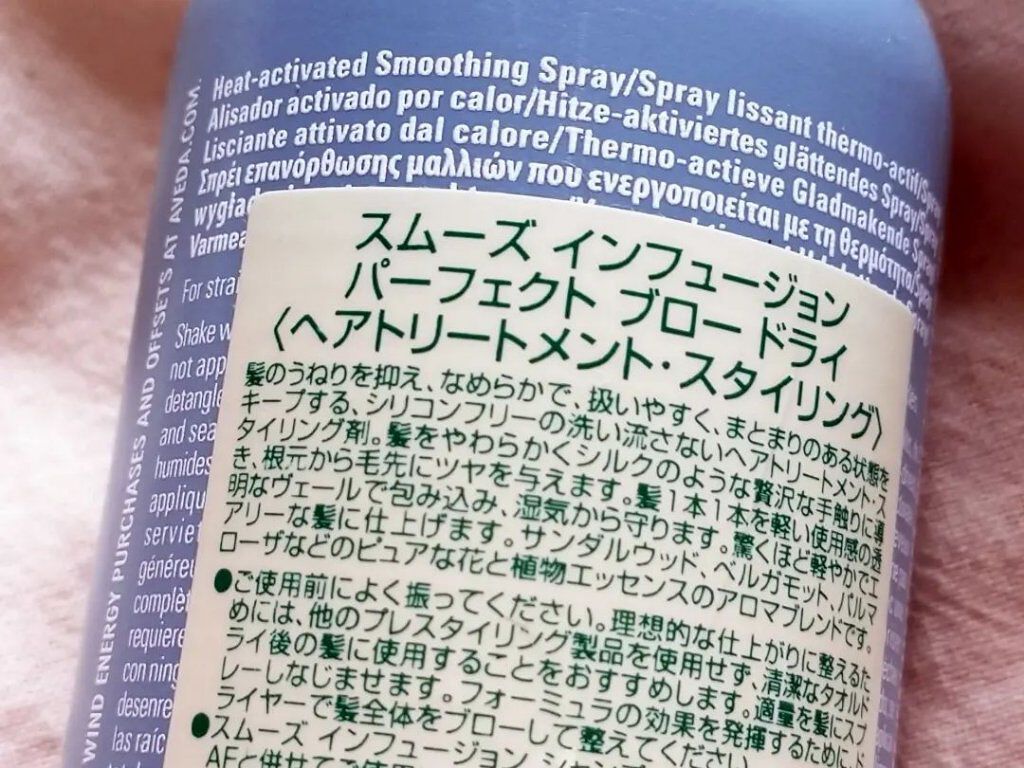 Heat-activated Smoothing Spray/Spray lissant thermo-actif/Spray
Alisador activado por calor/Hitze-aktiviertes glättendes Spray/Spray
Lisciante attivato dal calore/Thermo-actieve Gladmakende Spray/
Σπρέι επανόρθωσης μαλλιών που ενεργοποιείται με τη θερμότητα/Spray
wygład
Varmea
For strai
Shake w
not app
detangle
and sea
humides
appliqu
serviet
généreu
complèt
requière
con ning
desenre
las raíc
WIND ENERGY PURCHASES AND OFFSETS AT AVEDA.COM.
スムーズ インフュージョン
パーフェクト ブロー ドライ
〈ヘアトリートメント・スタイリング〉
髪のうねりを抑え、なめらかで、扱いやすく、まとまりのある状態を
キープする、シリコンフリーの洗い流さないヘアトリートメント・ス
タイリング剤。髪をやわらかくシルクのような贅沢な手触りに導
き、根元から毛先にツヤを与えます。髪1本1本を軽い使用感の透
明なヴェールで包み込み、湿気から守ります。驚くほど軽やかでエ
アリーな髪に仕上げます。サンダルウッド、ベルガモット、パルマ
ローザなどのピュアな花と植物エッセンスのアロマブレンドです。
●ご使用前によく振ってください。理想的な仕上がりに整えるた
めには、他のプレスタイリング製品を使用せず、清潔なタオルド
ライ後の髪に使用することをおすすめします。適量を髪にスプ
レーしなじませます。フォーミュラの効果を発揮するために、ド
ライヤーで髪全体をブローして整えてください。
●スムーズ インフュージョン
AFと併せてご使用